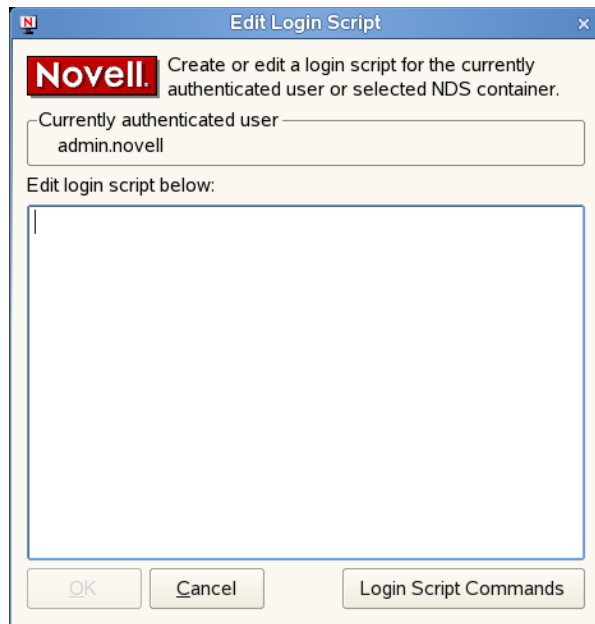 N
Edit Login Script
Novell.
Create or edit a login script for the currently
authenticated user or selected NDS container.
Currently authenticated user
admin.novell
Edit login script below:
OK
Cancel
Login Script Commands